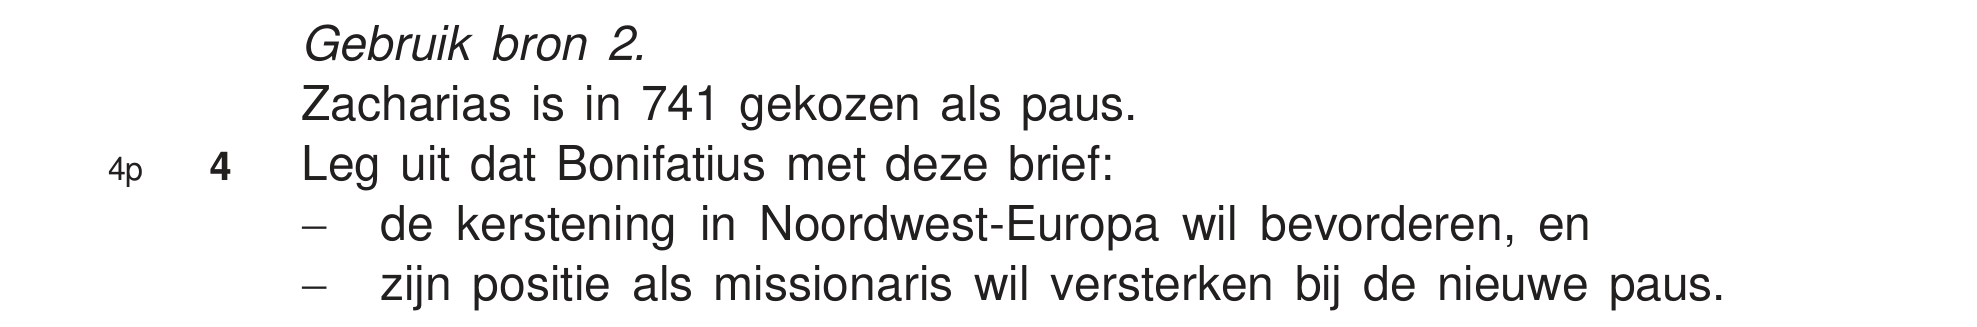 Gebruik bron 2.
Zacharias is in 741 gekozen als paus.
4p 4 Leg uit dat Bonifatius met deze brief:
– de kerstening in Noordwest-Europa wil bevorderen, en
– zijn positie als missionaris wil versterken bij de nieuwe paus.